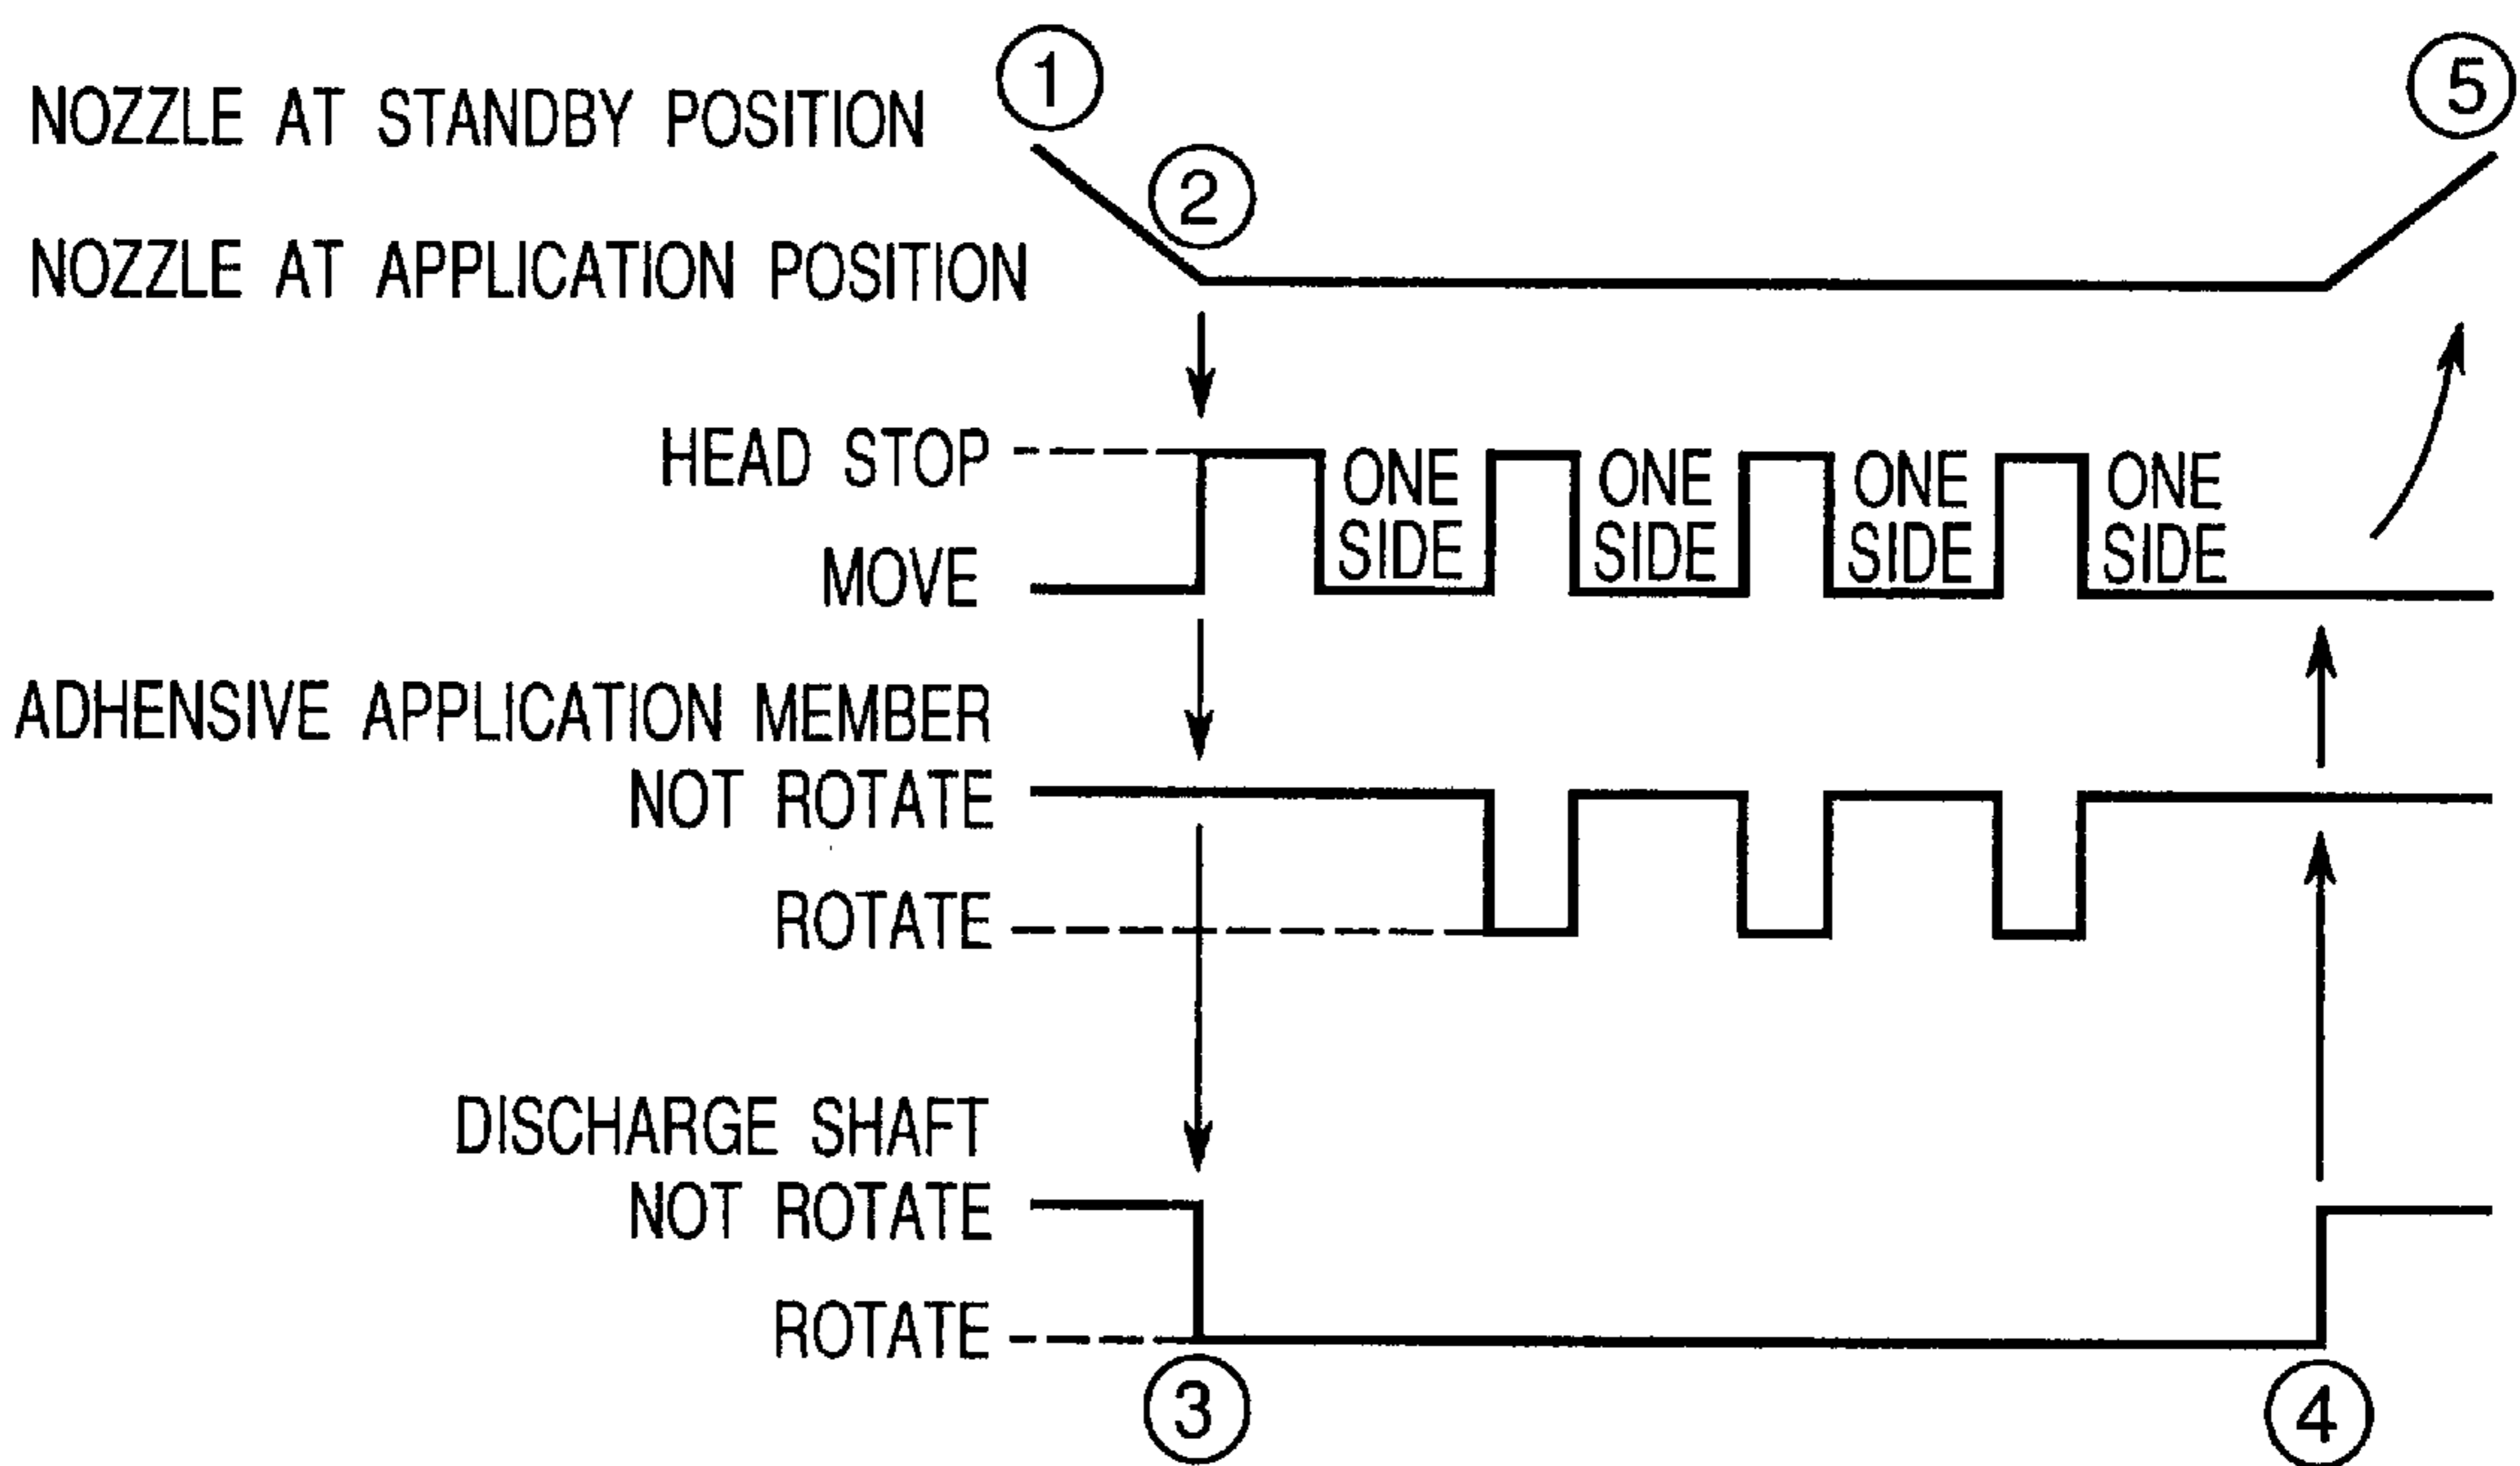 ①
⑤
NOZZLE AT STANDBY POSITION
②
NOZZLE AT APPLICATION POSITION
HEAD STOP
ONE SIDE
ONE SIDE
ONE SIDE
ONE SIDE
MOVE
ADHENSIVE APPLICATION MEMBER
NOT ROTATE
ROTATE
DISCHARGE SHAFT
NOT ROTATE
ROTATE
③
④